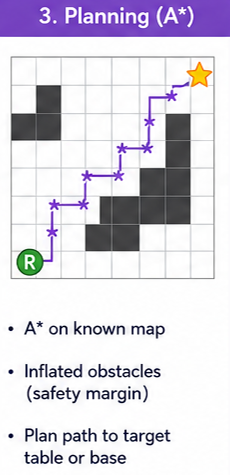 3. Planning (A*)
R
• A* on known map
• Inflated obstacles
(safety margin)
• Plan path to target
table or base